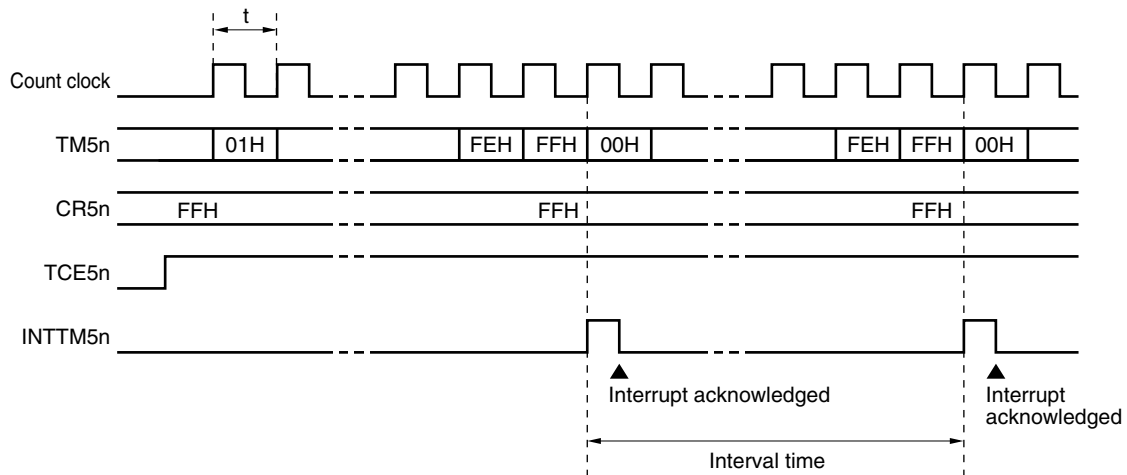 t
Count clock
TM5n 01H FEH FFH 00H FEH FFH 00H
CR5n FFH FFH FFH
TCE5n
INTTM5n
Interrupt acknowledged
Interrupt
acknowledged
Interval time